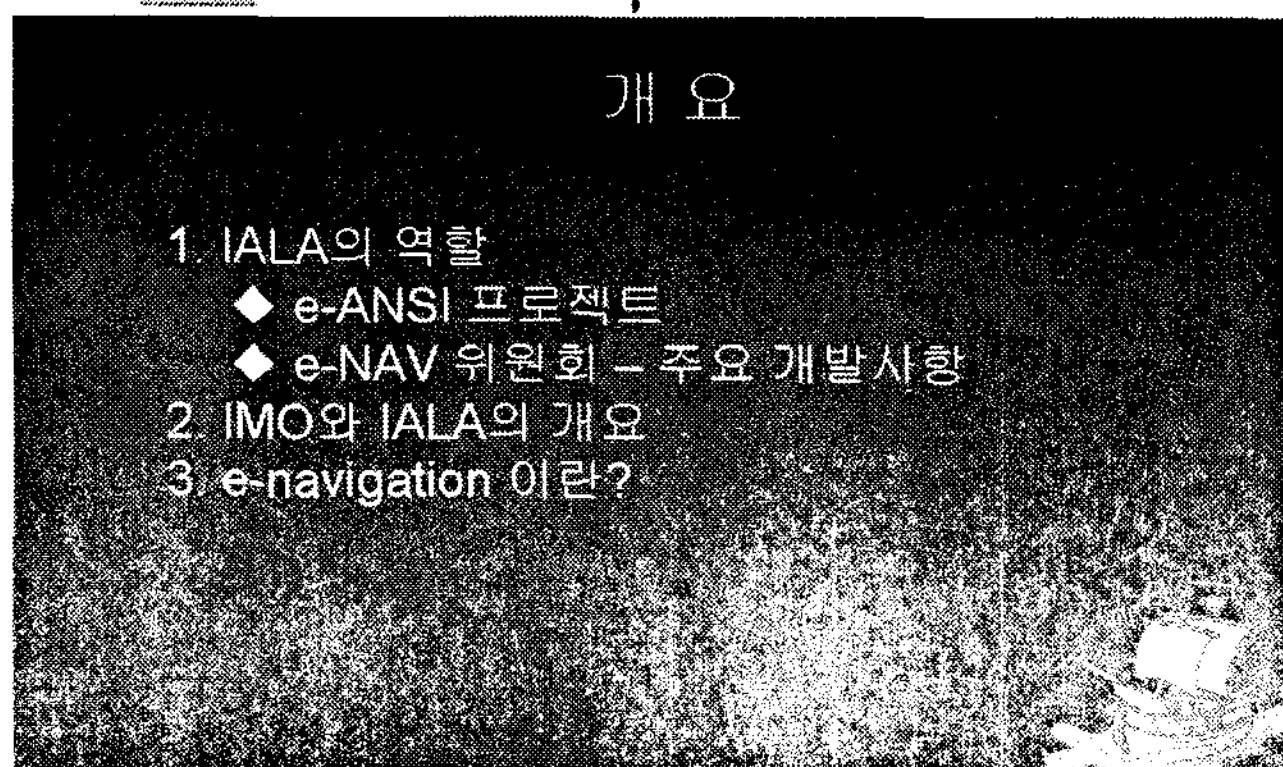 개 요
1. IALA의 역할
◆ e-ANSI 프로젝트
◆ e-NAV 위원회 – 주요 개발사항
2. IMO와 IALA의 개요
3. e-navigation 이란?